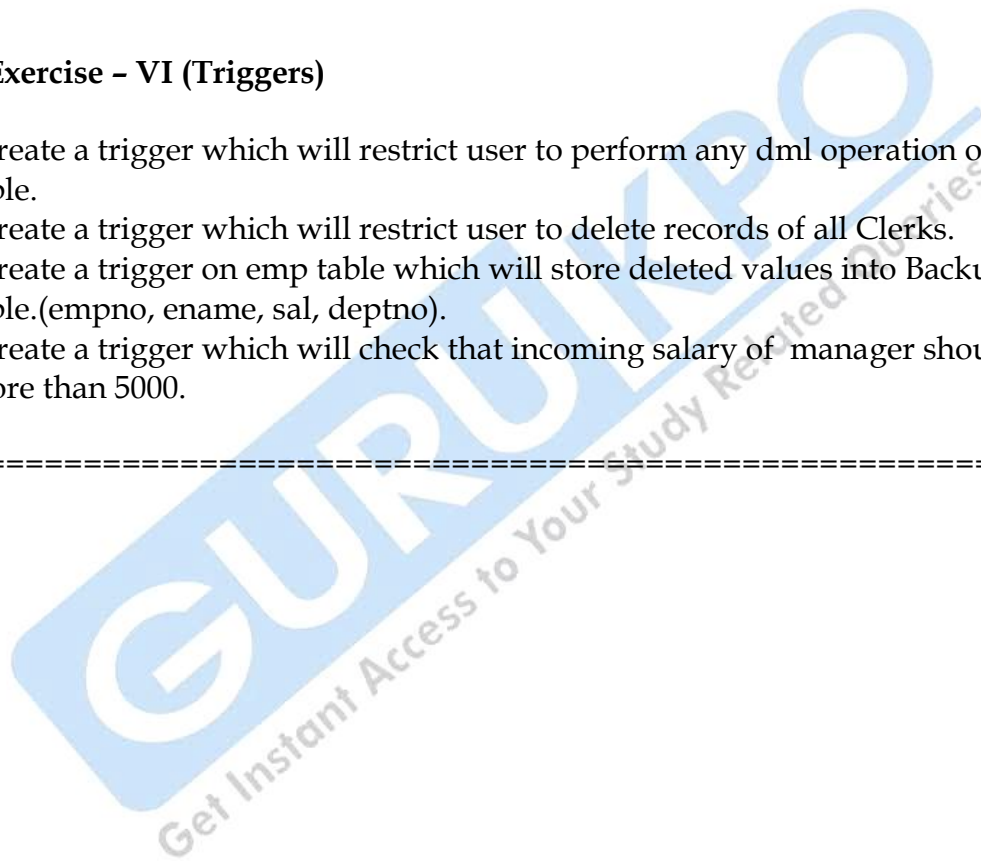 Exercise – VI (Triggers)
reate a trigger which will restrict user to perform any dml operation o
ble.
reate a trigger which will restrict user to delete records of all Clerks.
reate a trigger on emp table which will store deleted values into Backu
ble.(empno, ename, sal, deptno).
reate a trigger which will check that incoming salary of manager shou
ore than 5000.
=========================================================
GURUKPO
Get Instant Access to Your Study Related Queries